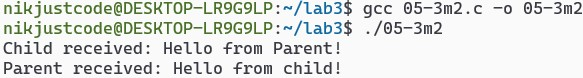 nikjustcode@DESKTOP-LR9G9LP:~/lab3$ gcc 05-3m2.c -o 05-3m2
nikjustcode@DESKTOP-LR9G9LP:~/lab3$ ./05-3m2
Child received: Hello from Parent!
Parent received: Hello from child!